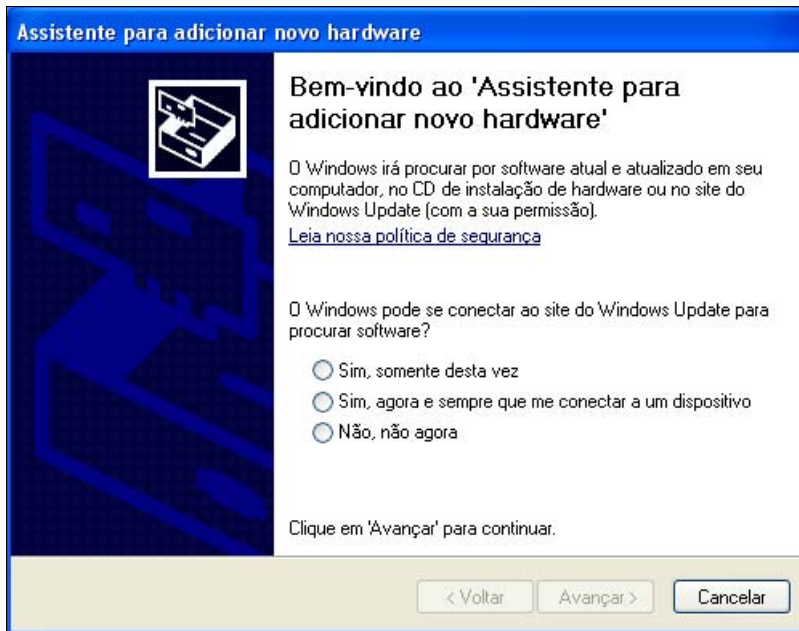 Assistente para adicionar novo hardware
Bem-vindo ao 'Assistente para
adicionar novo hardware'
O Windows irá procurar por software atual e atualizado em seu
computador, no CD de instalação de hardware ou no site do
Windows Update (com a sua permissão).
Leia nossa política de segurança
O Windows pode se conectar ao site do Windows Update para
procurar software?
Sim, somente desta vez
Sim, agora e sempre que me conectar a um dispositivo
Não, não agora
Clique em 'Avançar' para continuar.
< Voltar
Avançar >
Cancelar